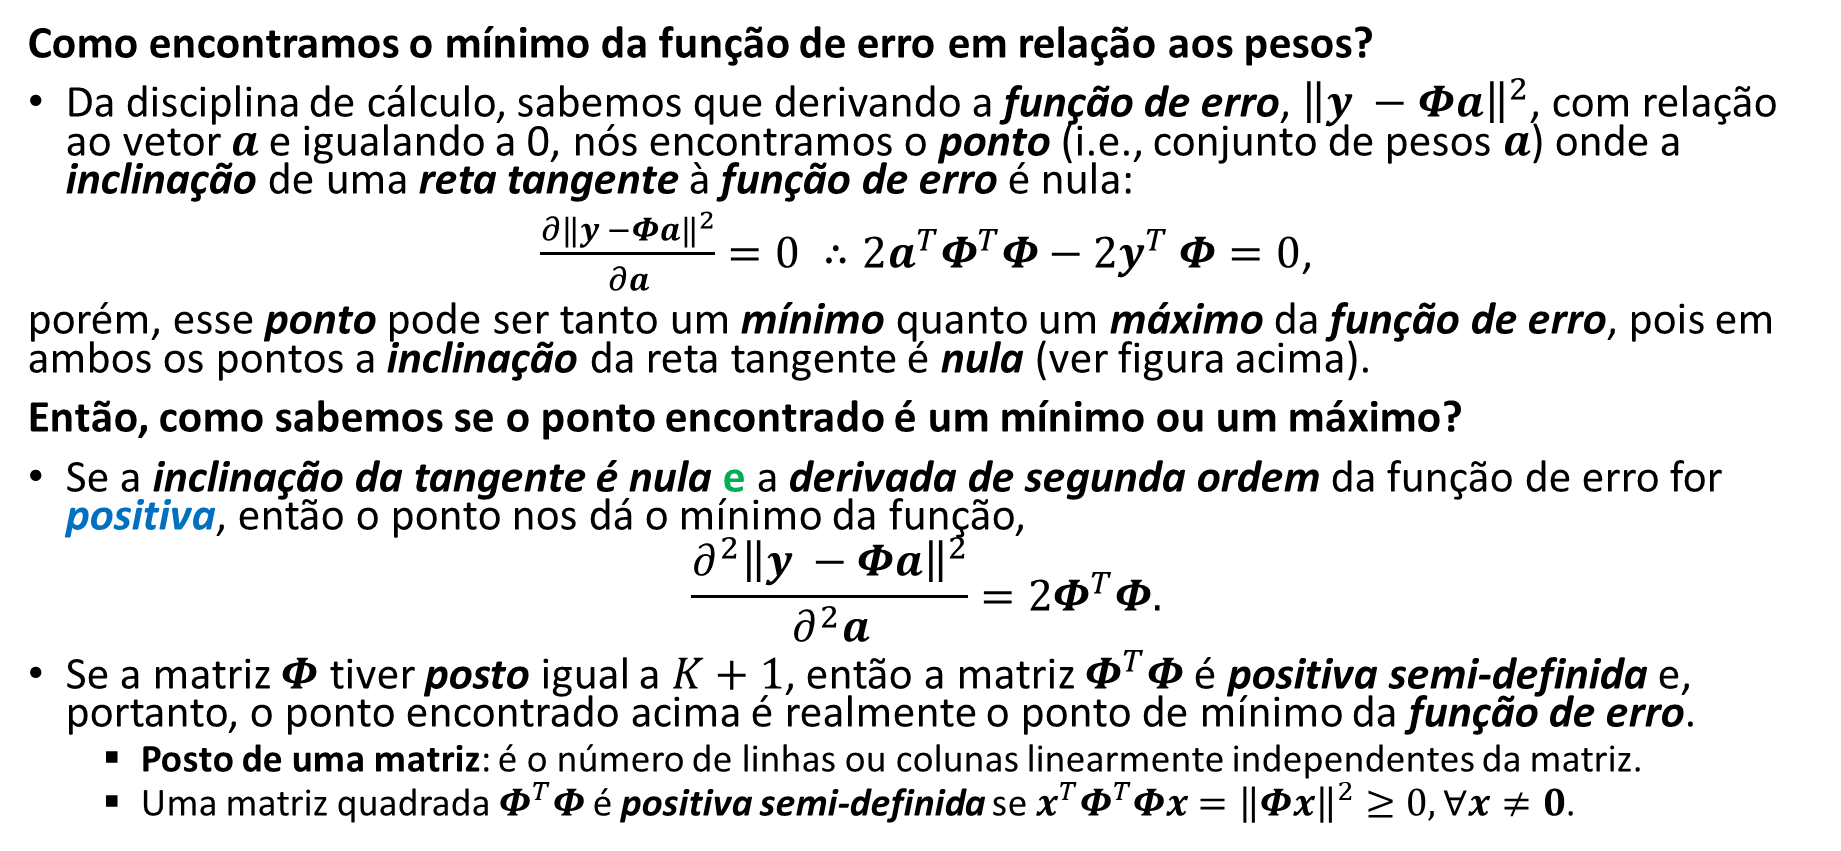 Como encontramos o mínimo da função de erro em relação aos pesos?
• Da disciplina de cálculo, sabemos que derivando a função de erro, ‖y − Φa‖², com relação
ao vetor a e igualando a 0, nós encontramos o ponto (i.e., conjunto de pesos a) onde a
inclinação de uma reta tangente à função de erro é nula:
∂‖y −Φa‖² / ∂a = 0 ∴ 2aᵀΦᵀΦ − 2yᵀ Φ = 0,
porém, esse ponto pode ser tanto um mínimo quanto um máximo da função de erro, pois em
ambos os pontos a inclinação da reta tangente é nula (ver figura acima).
Então, como sabemos se o ponto encontrado é um mínimo ou um máximo?
• Se a inclinação da tangente é nula e a derivada de segunda ordem da função de erro for
positiva, então o ponto nos dá o mínimo da função,
∂²‖y − Φa‖² / ∂²a = 2ΦᵀΦ.
• Se a matriz Φ tiver posto igual a K + 1, então a matriz ΦᵀΦ é positiva semi-definida e,
portanto, o ponto encontrado acima é realmente o ponto de mínimo da função de erro.
▪ Posto de uma matriz: é o número de linhas ou colunas linearmente independentes da matriz.
▪ Uma matriz quadrada ΦᵀΦ é positiva semi-definida se xᵀΦᵀΦx = ‖Φx‖² ≥ 0, ∀x ≠ 0.